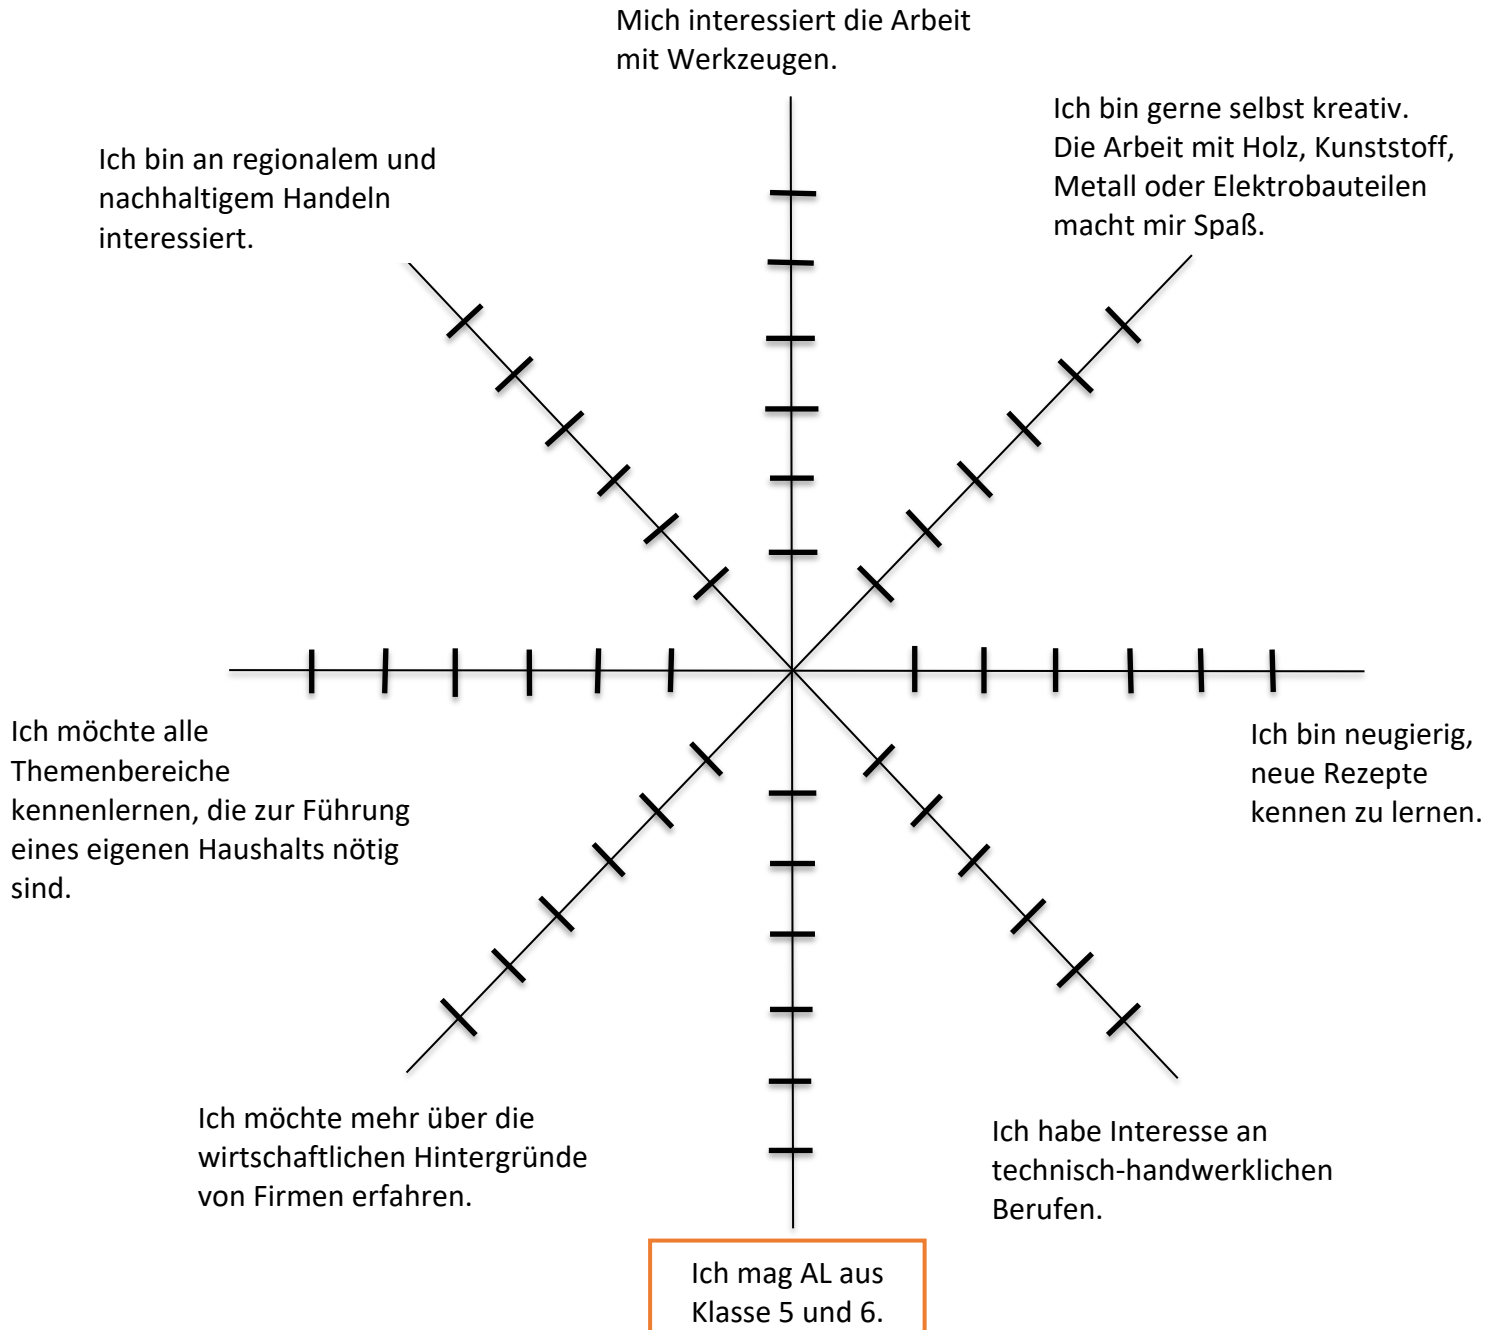 Mich interessiert die Arbeit
mit Werkzeugen.
Ich bin gerne selbst kreativ.
Die Arbeit mit Holz, Kunststoff,
Metall oder Elektrobauteilen
macht mir Spaß.
Ich bin an regionalem und
nachhaltigem Handeln
interessiert.
Ich möchte alle
Themenbereiche
kennenlernen, die zur Führung
eines eigenen Haushalts nötig
sind.
Ich bin neugierig,
neue Rezepte
kennen zu lernen.
Ich möchte mehr über die
wirtschaftlichen Hintergründe
von Firmen erfahren.
Ich habe Interesse an
technisch-handwerklichen
Berufen.
Ich mag AL aus
Klasse 5 und 6.